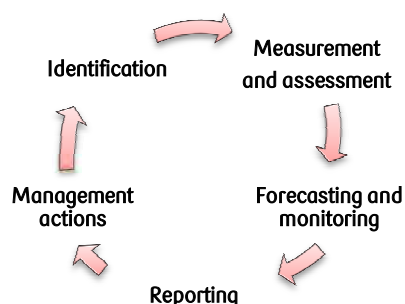 Identification
Measurement
and assessment
Forecasting and
monitoring
Reporting
Management
actions